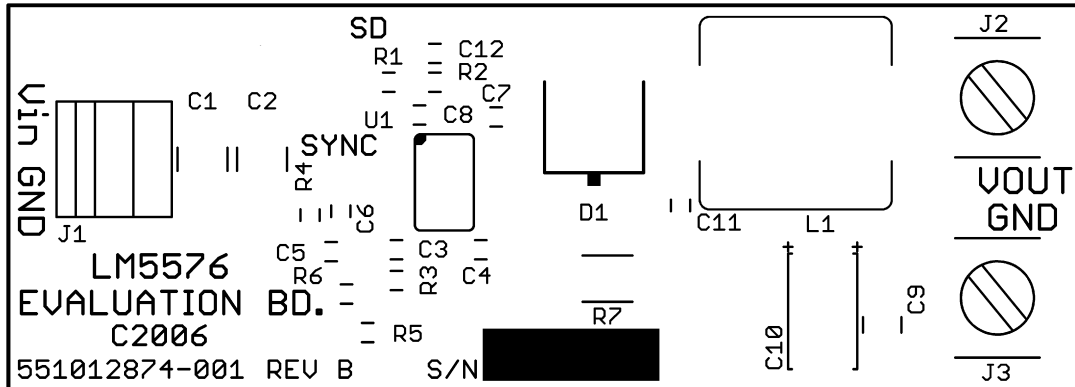 SD
J2
R1
C12
R2
Vin GND
C1
C2
C7
U1
C8
SYNC
R4
VOUT
GND
J1
C6
D1
C11
L1
C5
C3
LM5576
R6
R3
C4
EVALUATION BD.
C9
C2006
R5
R7
C10
551012874-001 REV B
S/N
J3